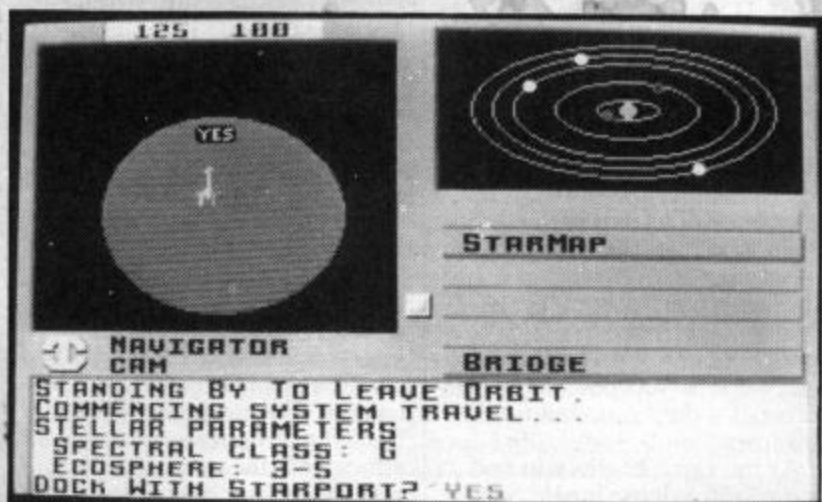 125 100
YES
STARMAP
BRIDGE
NAVIGATOR
CAM
STANDING BY TO LEAVE ORBIT.
COMMENCING SYSTEM TRAVEL ...
STELLAR PARAMETERS
SPECTRAL CLASS: G
ECOSPHERE: 3-5
DOCK WITH STARPORT? YES